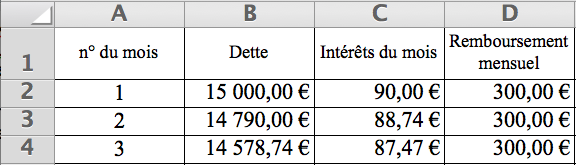 A B C D
1 n° du mois Dette Intérêts du mois Remboursement
mensuel
2 1 15 000,00 € 90,00 € 300,00 €
3 2 14 790,00 € 88,74 € 300,00 €
4 3 14 578,74 € 87,47 € 300,00 €